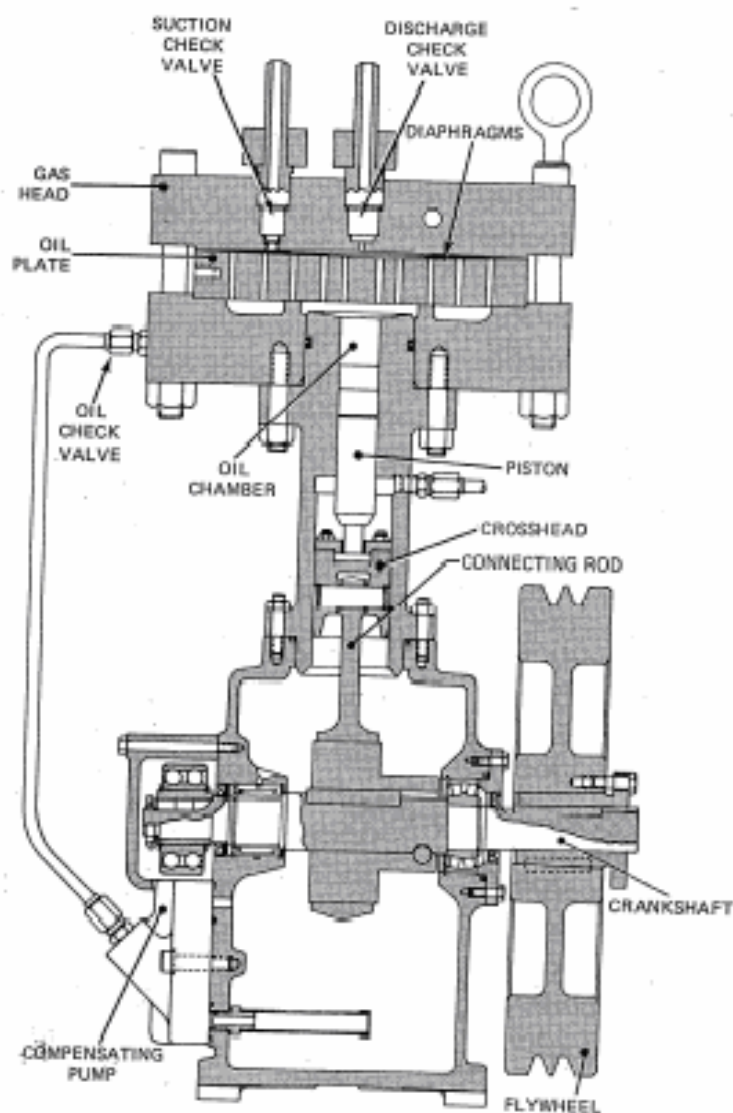 SUCTION
CHECK
VALVE
DISCHARGE
CHECK
VALVE
DIAPHRAGMS
GAS
HEAD
OIL
PLATE
OIL
CHECK
VALVE
OIL
CHAMBER
PISTON
CROSSHEAD
CONNECTING ROD
CRANKSHAFT
COMPENSATING
PUMP
FLYWHEEL